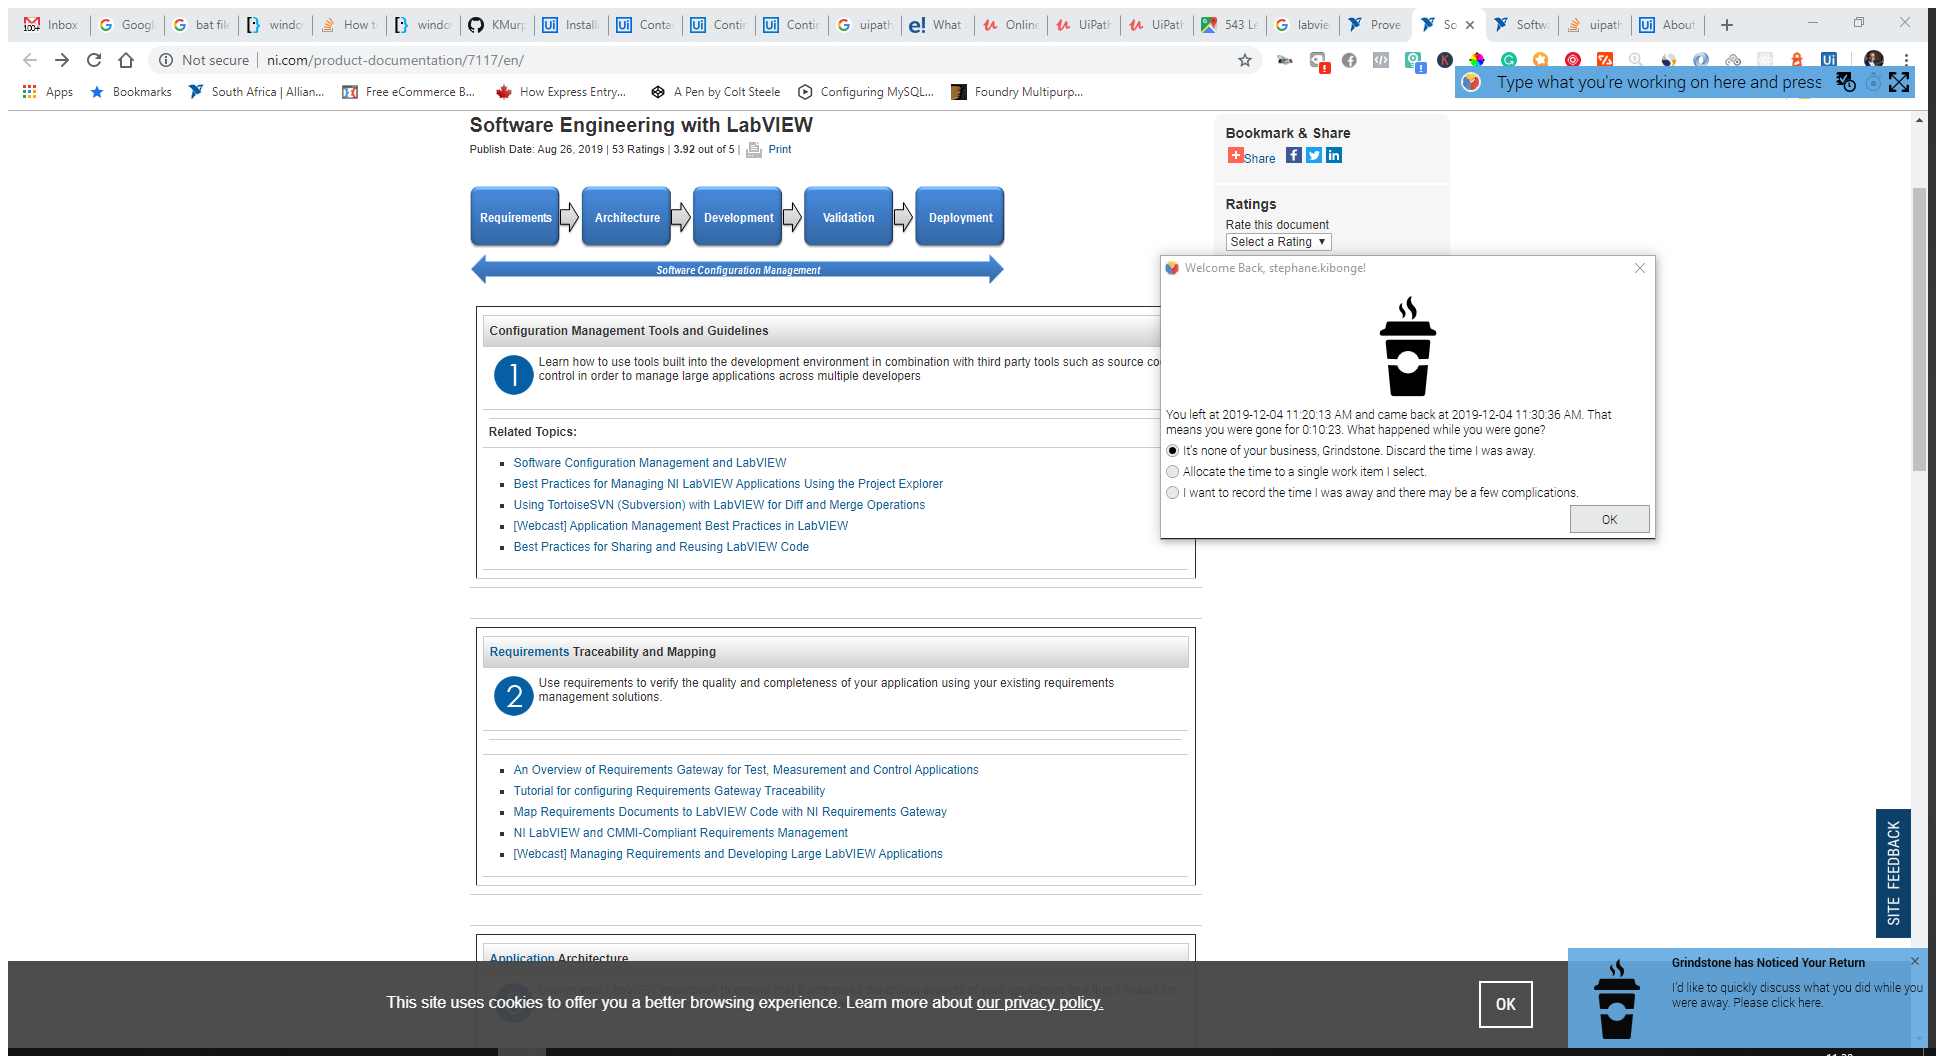 Inbox
Googl
bat file
windo
How t
windo
KMurp
Installi
Conta
Contin
Contin
uipath
What
Online
UiPath
UiPath
543 Le
labvie
Prove
So
Softw
uipath
About
Not secure | ni.com/product-documentation/7117/en/
Type what you're working on here and press
Apps
Bookmarks
South Africa | Allian...
Free eCommerce B...
How Express Entry...
A Pen by Colt Steele
Configuring MySQL...
Foundry Multipurp...
Software Engineering with LabVIEW
Publish Date: Aug 26, 2019 | 53 Ratings | 3.92 out of 5 | Print
Requirements
Architecture
Development
Validation
Deployment
Software Configuration Management
Bookmark & Share
Share
Ratings
Rate this document
Select a Rating
Configuration Management Tools and Guidelines
1
Learn how to use tools built into the development environment in combination with third party tools such as source co
control in order to manage large applications across multiple developers
Related Topics:
Software Configuration Management and LabVIEW
Best Practices for Managing NI LabVIEW Applications Using the Project Explorer
Using TortoiseSVN (Subversion) with LabVIEW for Diff and Merge Operations
[Webcast] Application Management Best Practices in LabVIEW
Best Practices for Sharing and Reusing LabVIEW Code
Welcome Back, stephane.kibonge!
You left at 2019-12-04 11:20:13 AM and came back at 2019-12-04 11:30:36 AM. That
means you were gone for 0:10:23. What happened while you were gone?
It's none of your business, Grindstone. Discard the time I was away.
Allocate the time to a single work item I select.
I want to record the time I was away and there may be a few complications.
OK
Requirements Traceability and Mapping
2
Use requirements to verify the quality and completeness of your application using your existing requirements
management solutions.
An Overview of Requirements Gateway for Test, Measurement and Control Applications
Tutorial for configuring Requirements Gateway Traceability
Map Requirements Documents to LabVIEW Code with NI Requirements Gateway
NI LabVIEW and CMMI-Compliant Requirements Management
[Webcast] Managing Requirements and Developing Large LabVIEW Applications
SITE FEEDBACK
Application Architecture
This site uses cookies to offer you a better browsing experience. Learn more about our privacy policy.
OK
Grindstone has Noticed Your Return
I'd like to quickly discuss what you did while you
were away. Please click here.